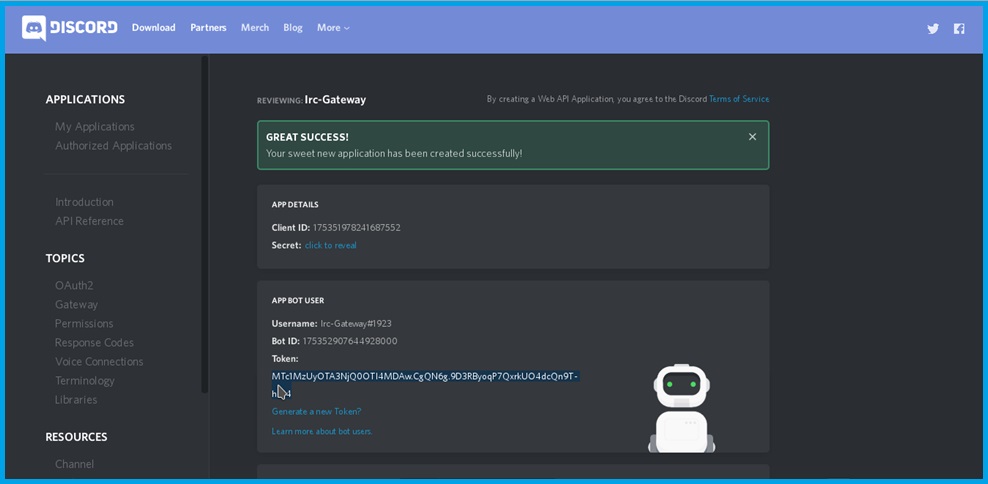 DISCORD Download Partners Merch Blog More
APPLICATIONS
My Applications
Authorized Applications
Introduction
API Reference
TOPICS
OAuth2
Gateway
Permissions
Response Codes
Voice Connections
Terminology
Libraries
RESOURCES
Channel
REVIEWING: Irc-Gateway
By creating a Web API Application, you agree to the Discord Terms of Service
GREAT SUCCESS!
Your sweet new application has been created successfully!
APP DETAILS
Client ID: 175351978241687552
Secret: click to reveal
APP BOT USER
Username: Irc-Gateway#1923
Bot ID: 175352907644928000
Token:
MTc1MzUyOTA3NjQ0OTI4MDAw.CgQN6g.9D3RByoqP7QxrkUO4dcQn9T-
Generate a new Token?
Learn more about bot users.